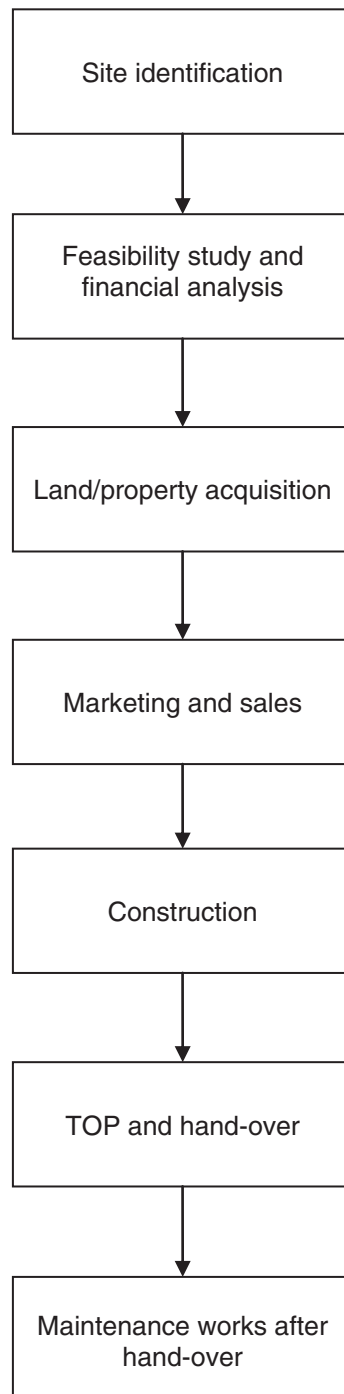 Site identification
Feasibility study and
financial analysis
Land/property acquisition
Marketing and sales
Construction
TOP and hand-over
Maintenance works after
hand-over